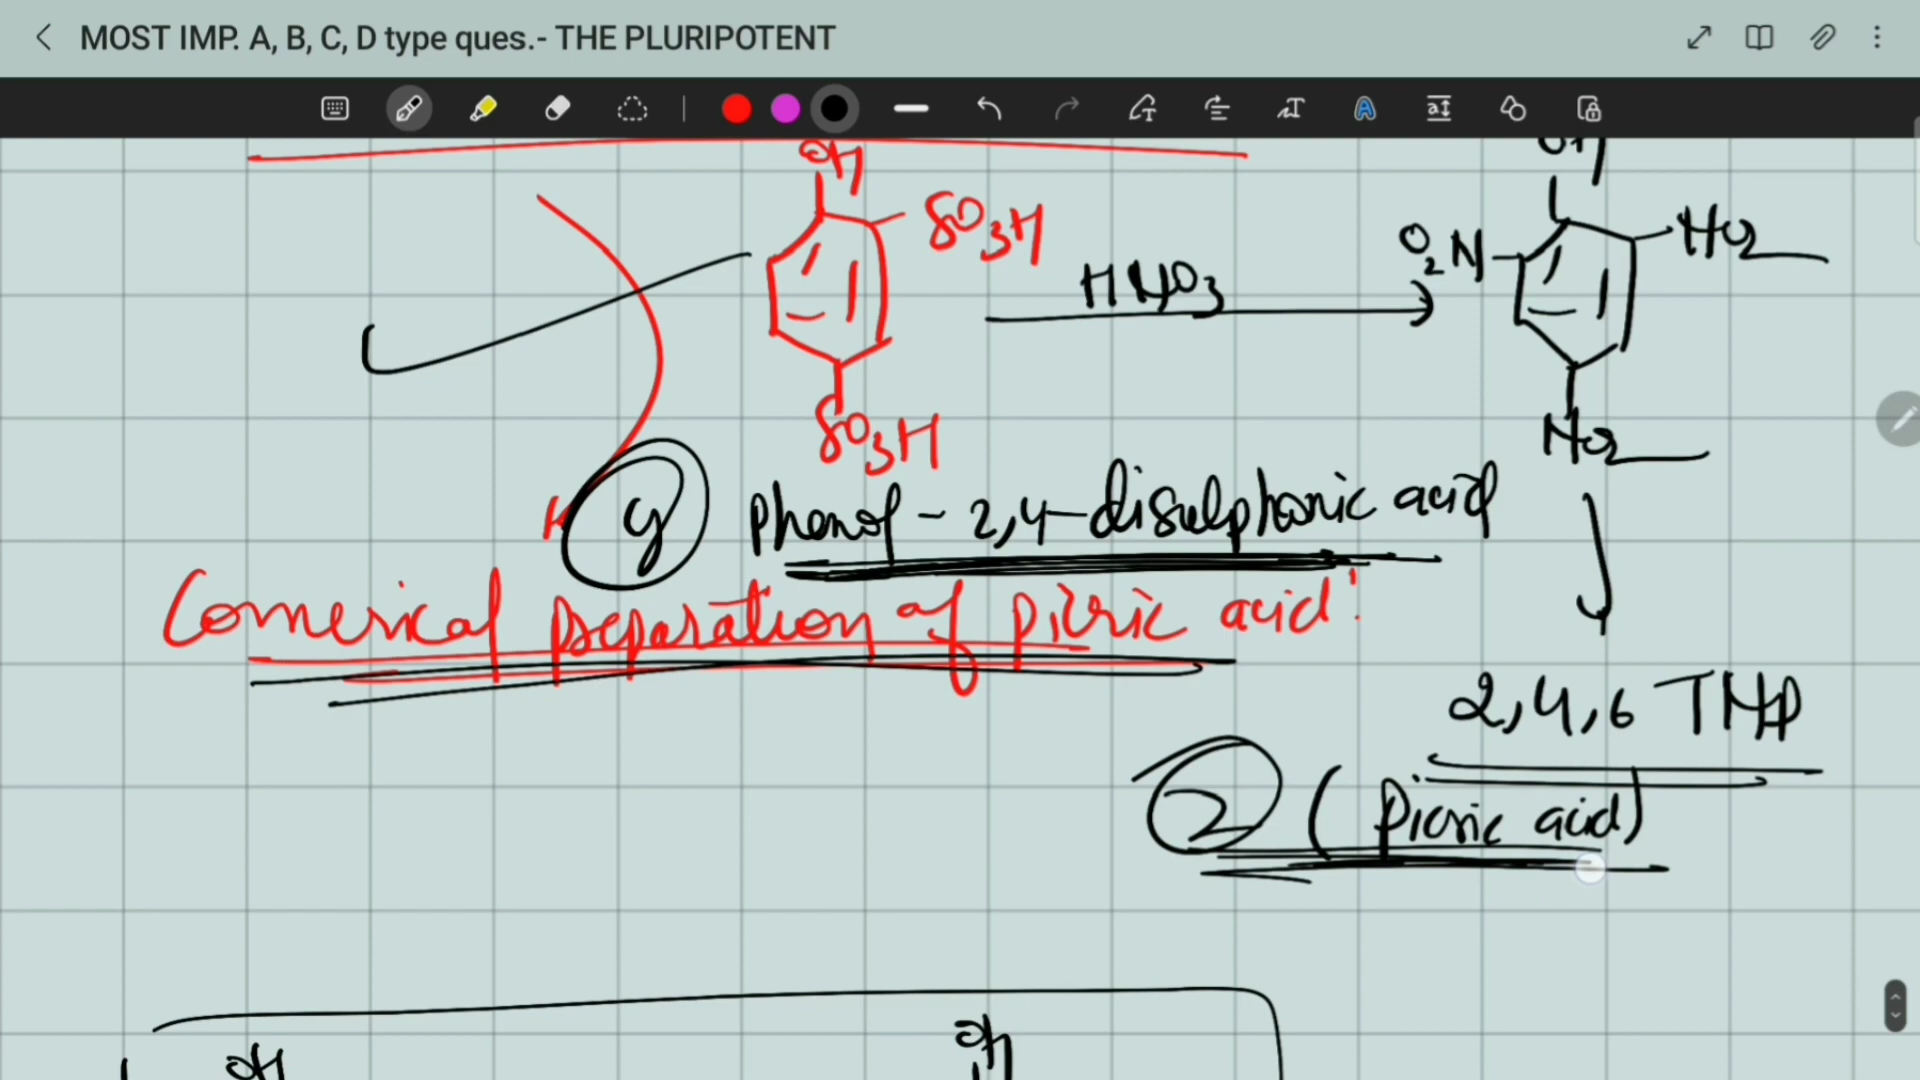 MOST IMP. A, B, C, D type ques.- THE PLURIPOTENT
OH
OH
SO3H
O2N
NO2
HNO3
SO3H
NO2
y phenol-2,4-disulphonic acid
Comerical preparation of picric acid:
2,4,6 TNP
2 (Picric acid)
OH
OH